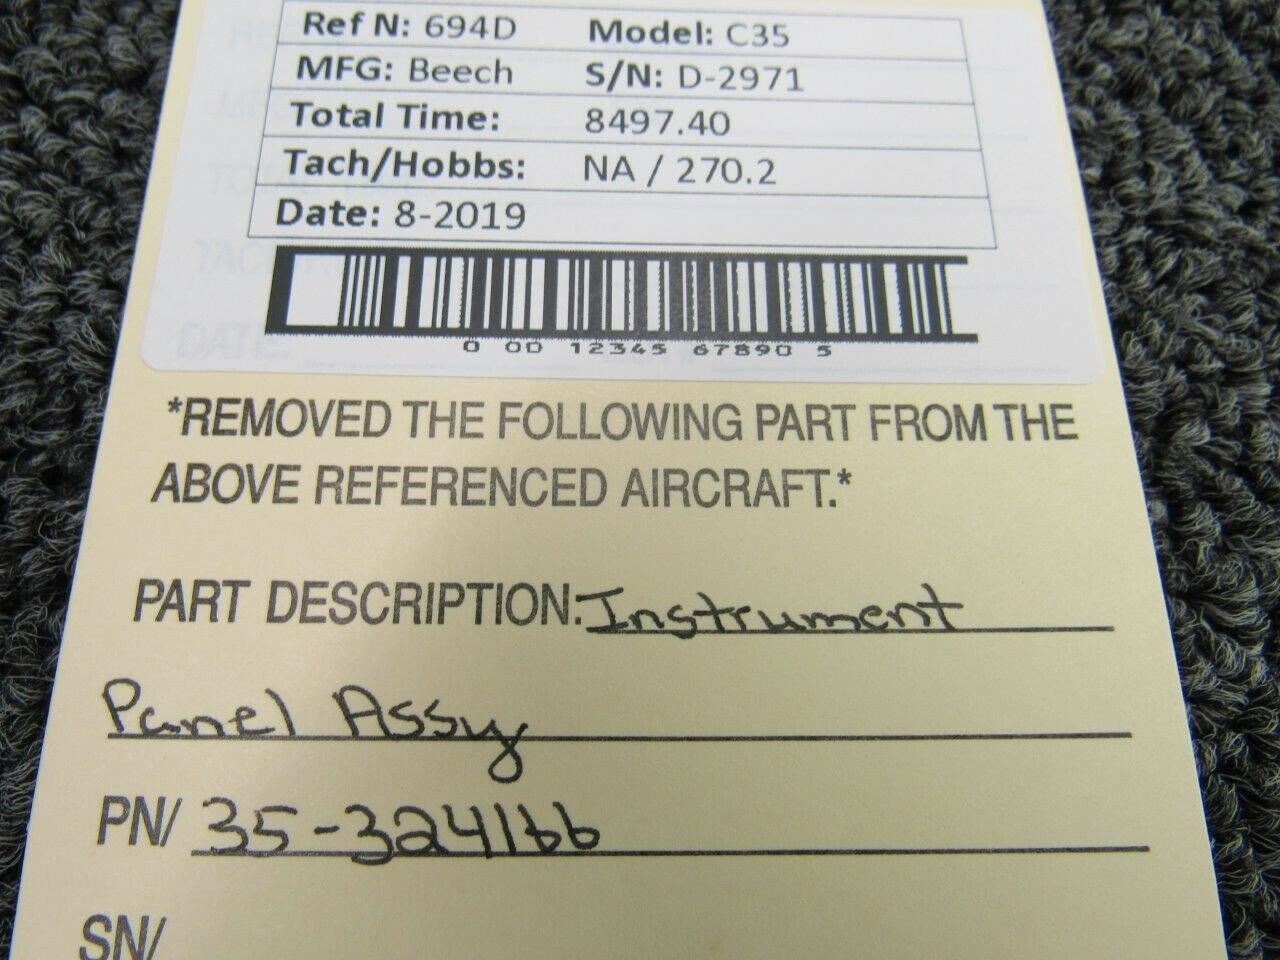 Ref N: 694D Model: C35
MFG: Beech S/N: D-2971
Total Time: 8497.40
Tach/Hobbs: NA / 270.2
Date: 8-2019
0 00 12345 67890 5
DATE:
*REMOVED THE FOLLOWING PART FROM THE
ABOVE REFERENCED AIRCRAFT.*
PART DESCRIPTION: Instrument
Panel Assy
PN/ 35-324166
SN/